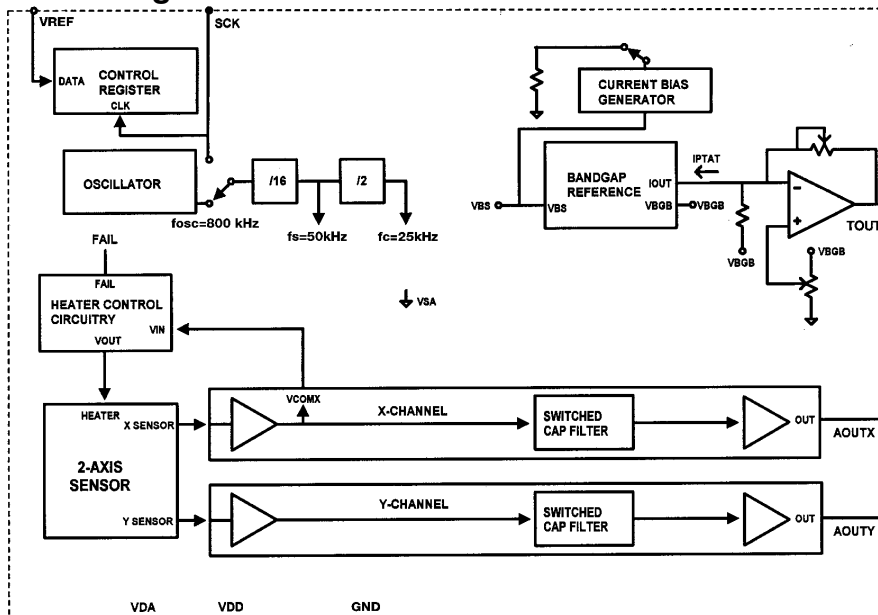 VREF
SCK
DATA
CONTROL
REGISTER
CLK
OSCILLATOR
/16
/2
fosc=800 kHz
fs=50kHz
fc=25kHz
CURRENT BIAS
GENERATOR
BANDGAP
REFERENCE
IOUT
IPTAT
VBS
VBS
VBGB
VBGB
VBGB
VBGB
TOUT
FAIL
FAIL
HEATER CONTROL
CIRCUITRY
VIN
VOUT
VSA
HEATER
X SENSOR
2-AXIS
SENSOR
Y SENSOR
VCOMX
X-CHANNEL
SWITCHED
CAP FILTER
OUT
AOUTX
Y-CHANNEL
SWITCHED
CAP FILTER
OUT
AOUTY
VDA
VDD
GND